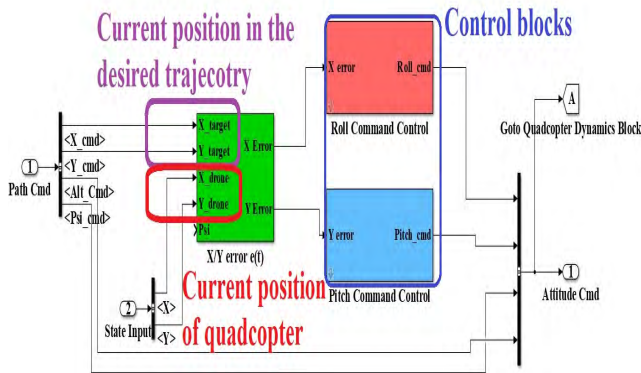 Current position in the
desired trajecotry
Control blocks
X_target
Y_target
X_drone
Y_drone
Psi
X Error
Y Error
X/Y error e(t)
X error
Roll_cmd
Roll Command Control
Y error
Pitch_cmd
Pitch Command Control
A
Goto Quadcopter Dynamics Block
1
Path Cmd
<X_cmd>
<Y_cmd>
<Alt_Cmd>
<Psi_cmd>
2
State Input
<X>
<Y>
Current position
of quadcopter
1
Attitude Cmd